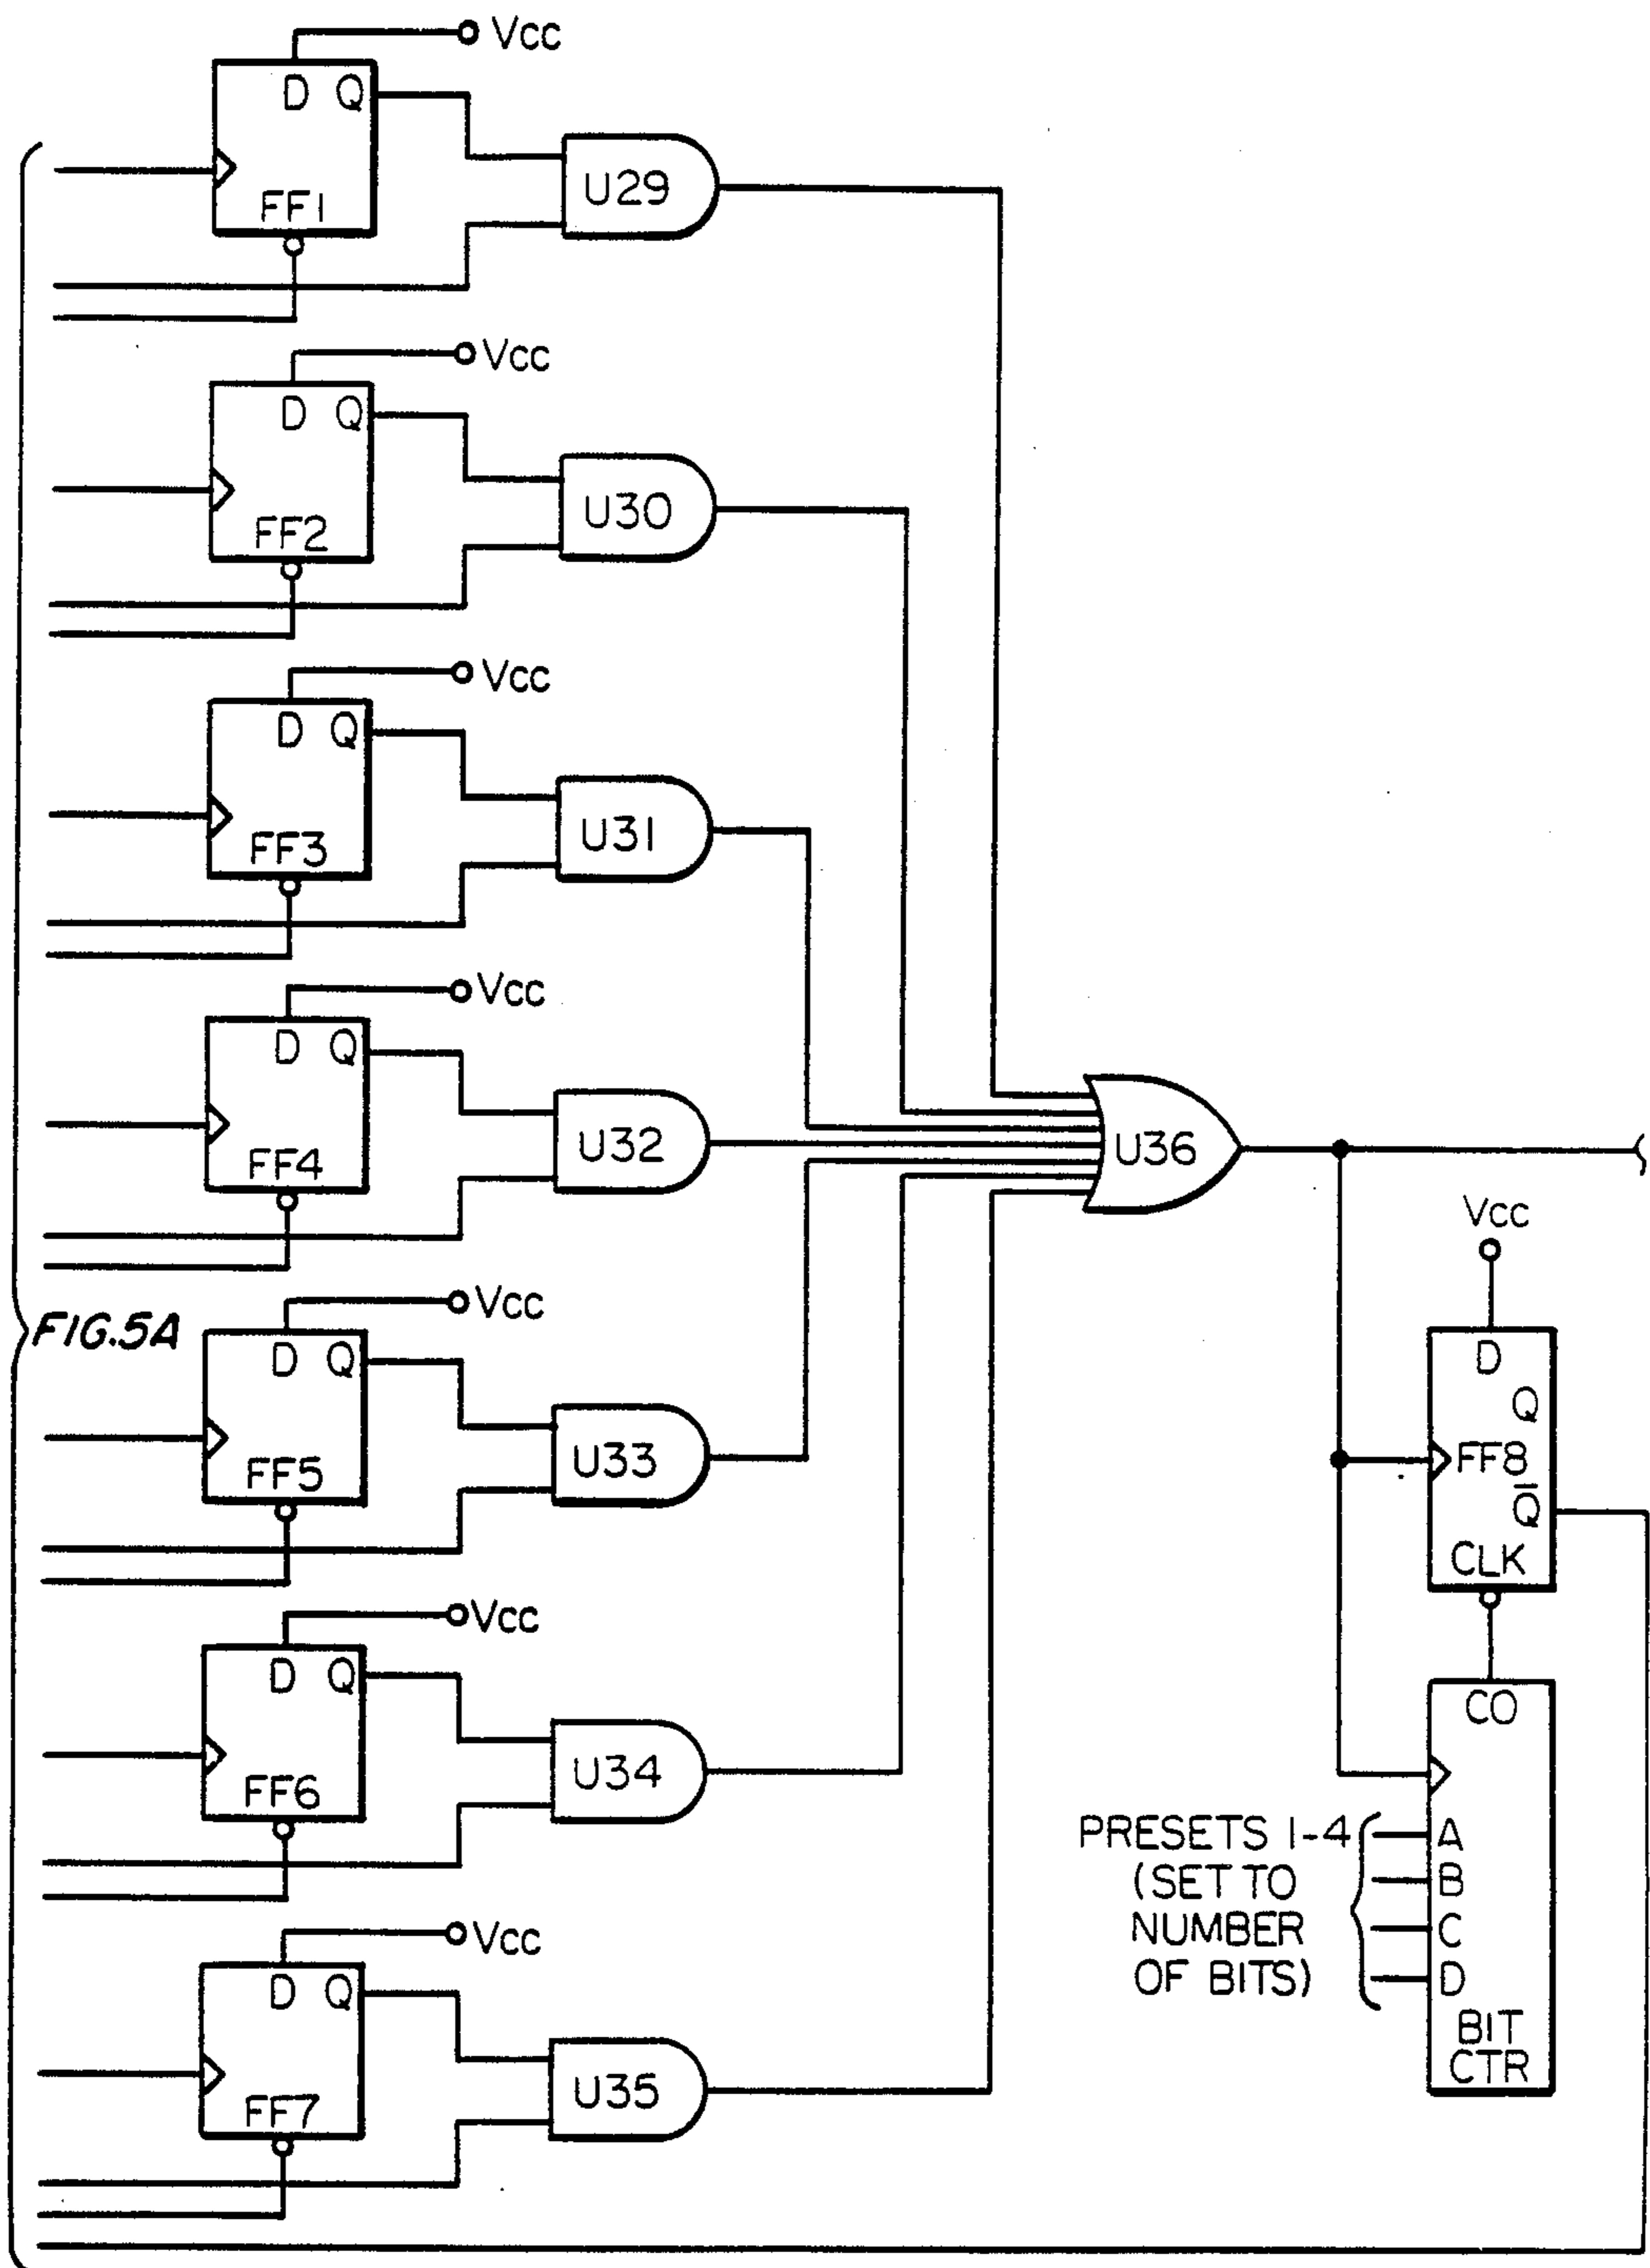 Vcc
D Q
FF1
U29
Vcc
D Q
FF2
U30
Vcc
D Q
FF3
U31
Vcc
D Q
FF4
U32
U36
Vcc
FIG.5A
Vcc
D Q
FF5
U33
D
Q
FF8
Q̅
CLK
Vcc
D Q
FF6
U34
CO
PRESETS 1-4
(SET TO
NUMBER
OF BITS)
A
B
C
D
BIT
CTR
Vcc
D Q
FF7
U35